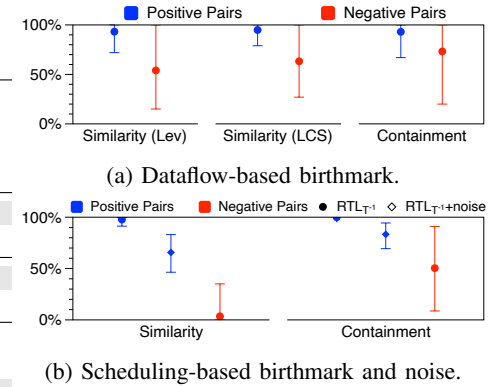 Positive Pairs Negative Pairs
100%
50%
0%
Similarity (Lev) Similarity (LCS) Containment
(a) Dataflow-based birthmark.
Positive Pairs Negative Pairs RTL_T⁻¹ RTL_T⁻¹+noise
100%
50%
0%
Similarity Containment
(b) Scheduling-based birthmark and noise.